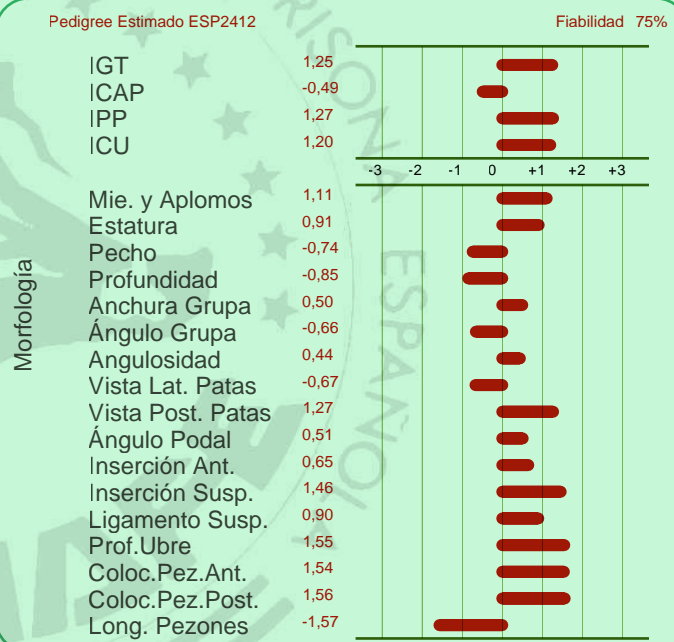 Pedigree Estimado ESP2412 Fiabilidad 75%
IGT 1,25
ICAP -0,49
IPP 1,27
ICU 1,20
-3 -2 -1 0 +1 +2 +3
Morfología
Mie. y Aplomos 1,11
Estatura 0,91
Pecho -0,74
Profundidad -0,85
Anchura Grupa 0,50
Ángulo Grupa -0,66
Angulosidad 0,44
Vista Lat. Patas -0,67
Vista Post. Patas 1,27
Ángulo Podal 0,51
Inserción Ant. 0,65
Inserción Susp. 1,46
Ligamento Susp. 0,90
Prof.Ubre 1,55
Coloc.Pez.Ant. 1,54
Coloc.Pez.Post. 1,56
Long. Pezones -1,57
RISONA ESPAÑOLA